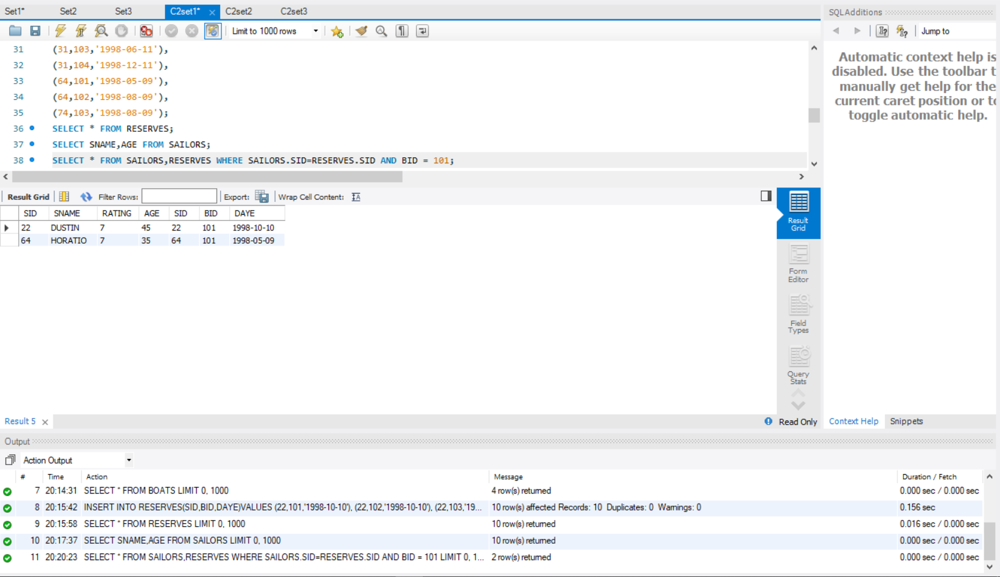 Set1* Set2 Set3 C2set1* C2set2 C2set3
SQLAdditions
Limit to 1000 rows
Jump to
31 (31,103,'1998-06-11'),
32 (31,104,'1998-12-11'),
33 (64,101,'1998-05-09'),
34 (64,102,'1998-08-09'),
35 (74,103,'1998-08-09');
36 SELECT * FROM RESERVES;
37 SELECT SNAME,AGE FROM SAILORS;
38 SELECT * FROM SAILORS,RESERVES WHERE SAILORS.SID=RESERVES.SID AND BID = 101;
Automatic context help is
disabled. Use the toolbar t
manually get help for the
current caret position or to
toggle automatic help.
Result Grid Filter Rows: Export: Wrap Cell Content:
SID SNAME RATING AGE SID BID DAYE
22 DUSTIN 7 45 22 101 1998-10-10
64 HORATIO 7 35 64 101 1998-05-09
Result
Grid
Form
Editor
Field
Types
Query
Stats
Result 5
Read Only
Context Help Snippets
Output
Action Output
# Time Action Message Duration / Fetch
7 20:14:31 SELECT * FROM BOATS LIMIT 0, 1000 4 row(s) returned 0.000 sec / 0.000 sec
8 20:15:42 INSERT INTO RESERVES(SID,BID,DAYE)VALUES (22,101,'1998-10-10'), (22,102,'1998-10-10'), (22,103,'19... 10 row(s) affected Records: 10 Duplicates: 0 Warnings: 0 0.156 sec
9 20:15:58 SELECT * FROM RESERVES LIMIT 0, 1000 10 row(s) returned 0.016 sec / 0.000 sec
10 20:17:37 SELECT SNAME,AGE FROM SAILORS LIMIT 0, 1000 10 row(s) returned 0.000 sec / 0.000 sec
11 20:20:23 SELECT * FROM SAILORS,RESERVES WHERE SAILORS.SID=RESERVES.SID AND BID = 101 LIMIT 0, 1... 2 row(s) returned 0.000 sec / 0.000 sec